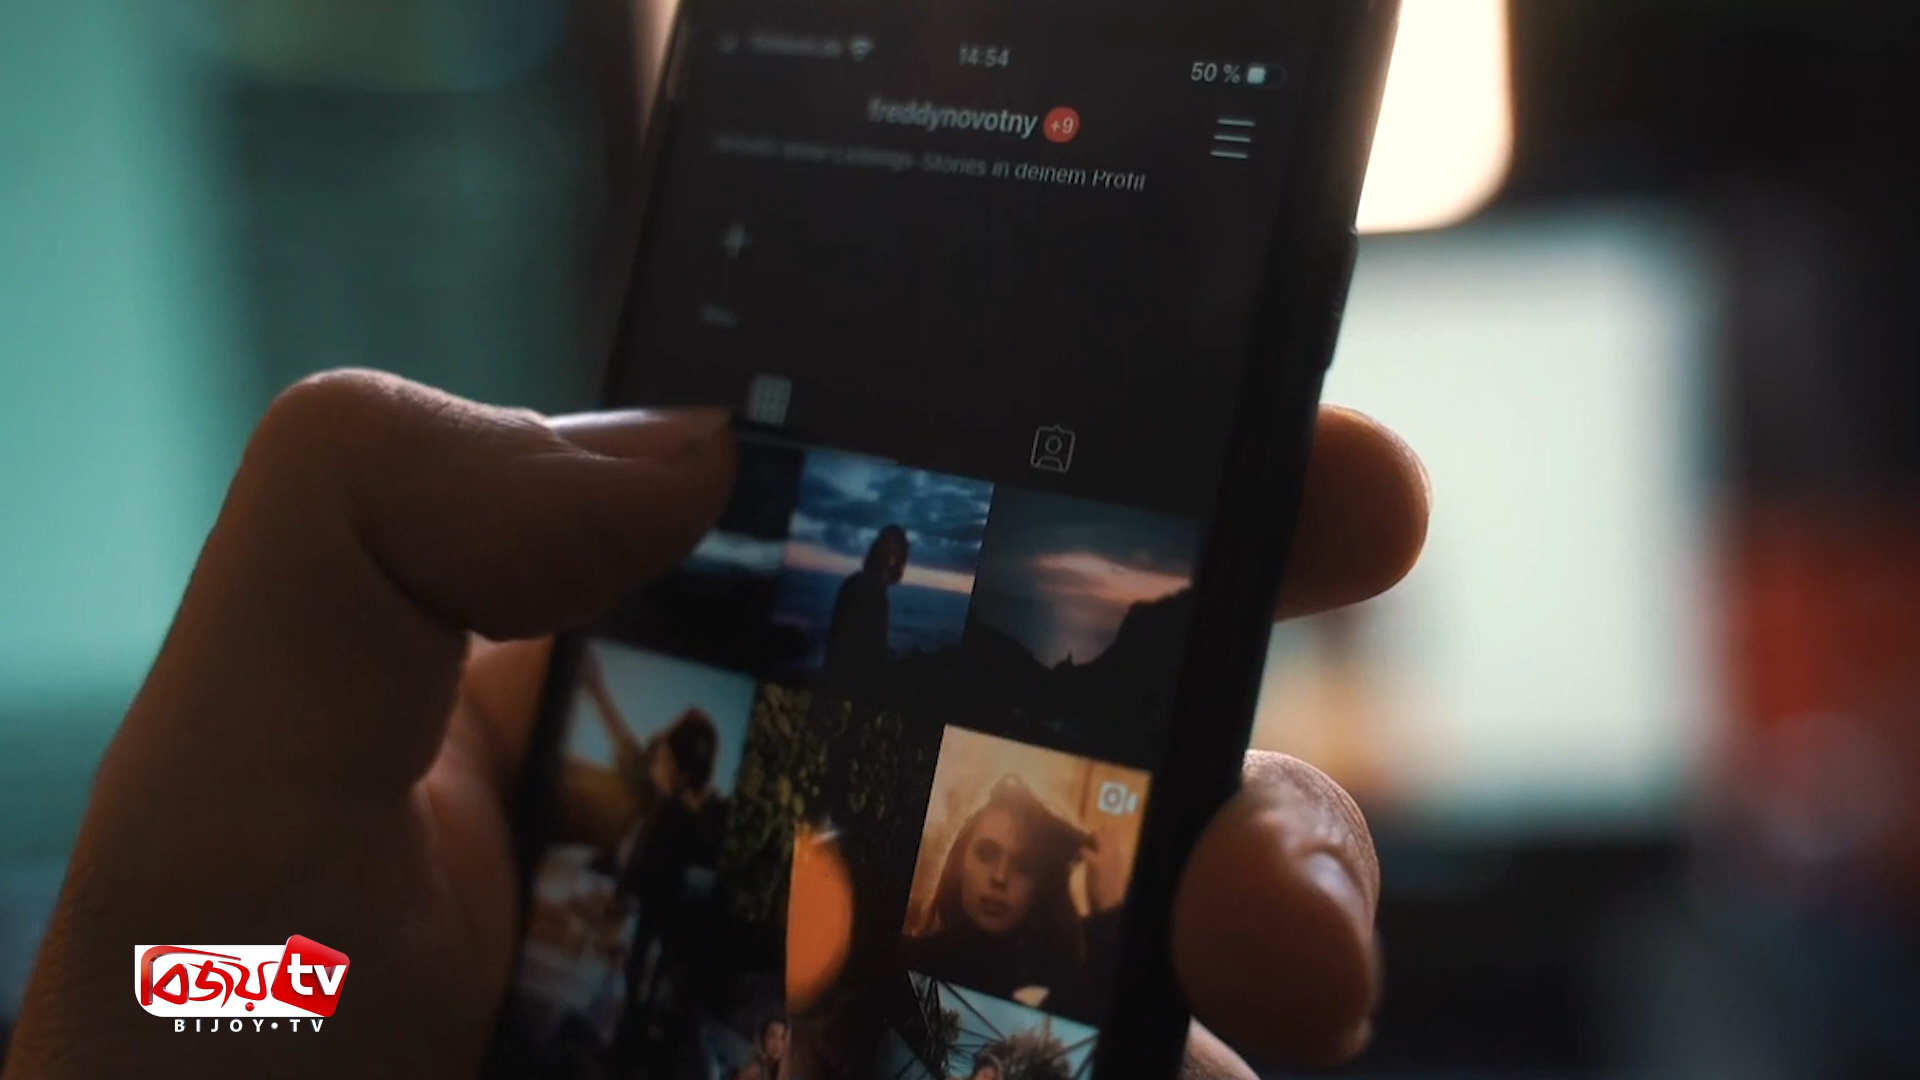 14:54
50 %
freddynovotny +9
Stories in deinem Profil
বিজয় tv
BIJOY•TV